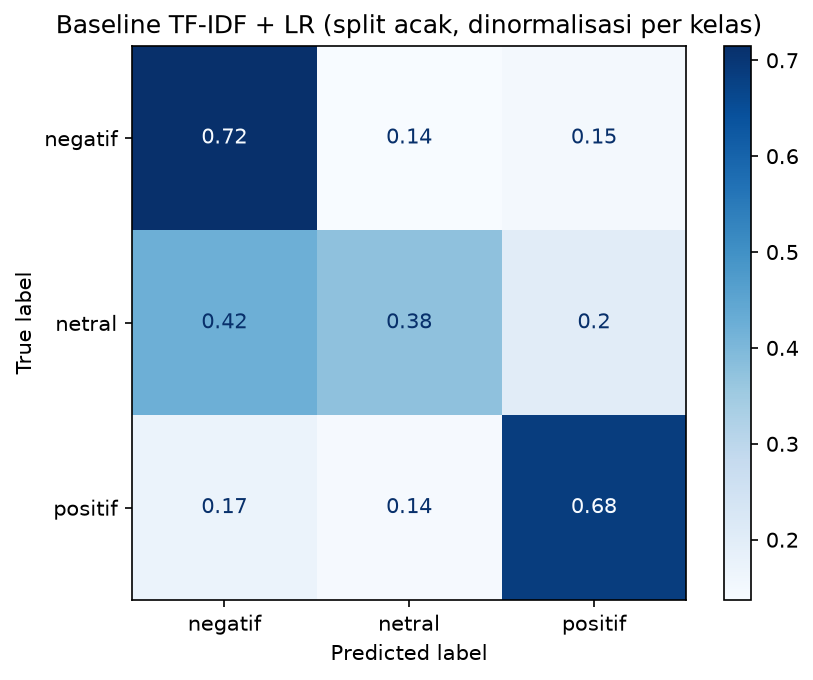 Baseline TF-IDF + LR (split acak, dinormalisasi per kelas)
True label
negatif
0.72 0.14 0.15
netral
0.42 0.38 0.2
positif
0.17 0.14 0.68
negatif netral positif
Predicted label
0.7
0.6
0.5
0.4
0.3
0.2